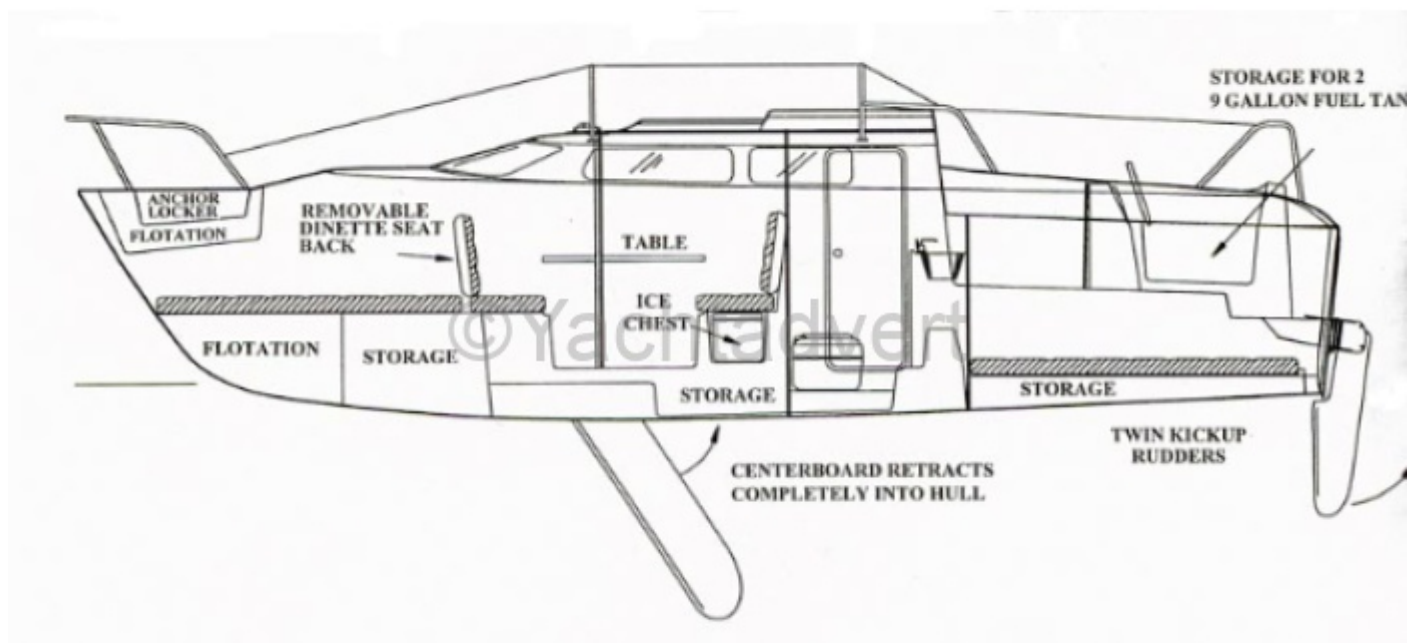 STORAGE FOR 2
9 GALLON FUEL TAN
ANCHOR
LOCKER
FLOTATION
REMOVABLE
DINETTE SEAT
BACK
TABLE
ICE
CHEST
©Yachtadvert
FLOTATION
STORAGE
STORAGE
STORAGE
TWIN KICKUP
RUDDERS
CENTERBOARD RETRACTS
COMPLETELY INTO HULL